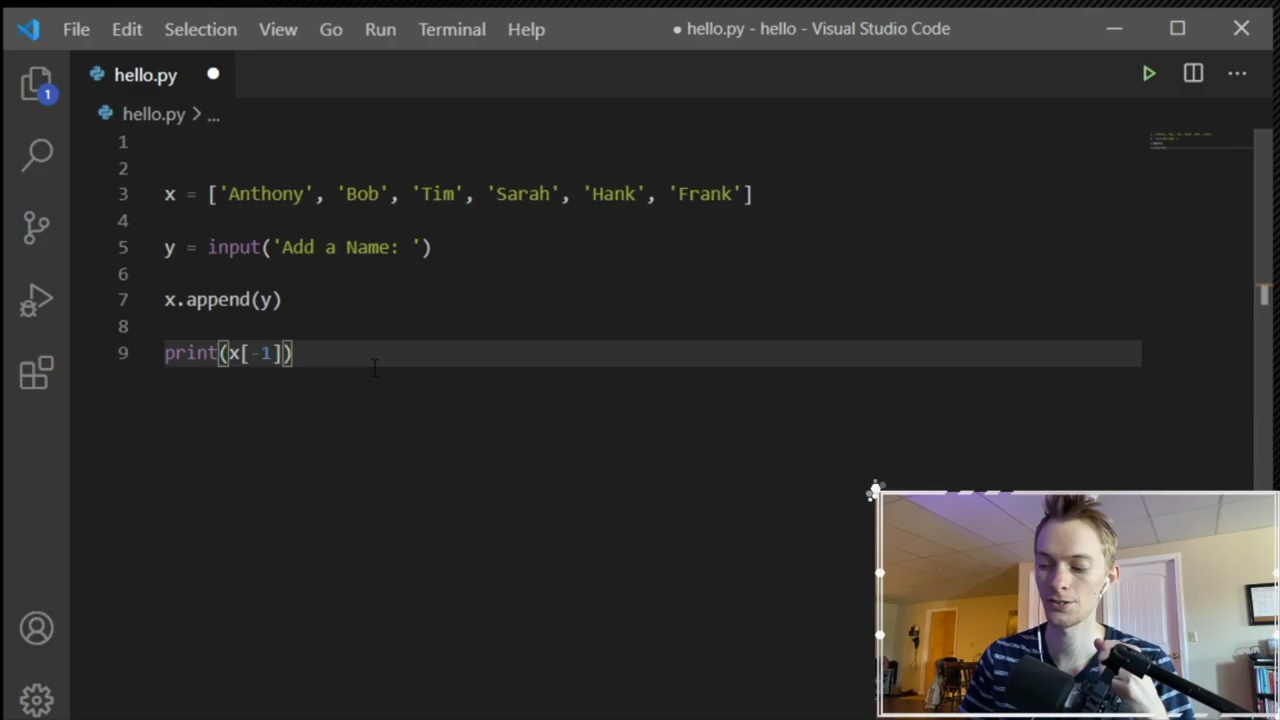 File Edit Selection View Go Run Terminal Help ● hello.py - hello - Visual Studio Code
1 hello.py ●
hello.py > ...
1
2
3 x = ['Anthony', 'Bob', 'Tim', 'Sarah', 'Hank', 'Frank']
4
5 y = input('Add a Name: ')
6
7 x.append(y)
8
9 print(x[-1])